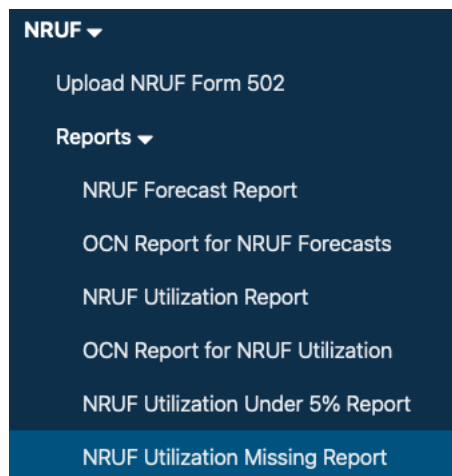 NRUF
Upload NRUF Form 502
Reports
NRUF Forecast Report
OCN Report for NRUF Forecasts
NRUF Utilization Report
OCN Report for NRUF Utilization
NRUF Utilization Under 5% Report
NRUF Utilization Missing Report